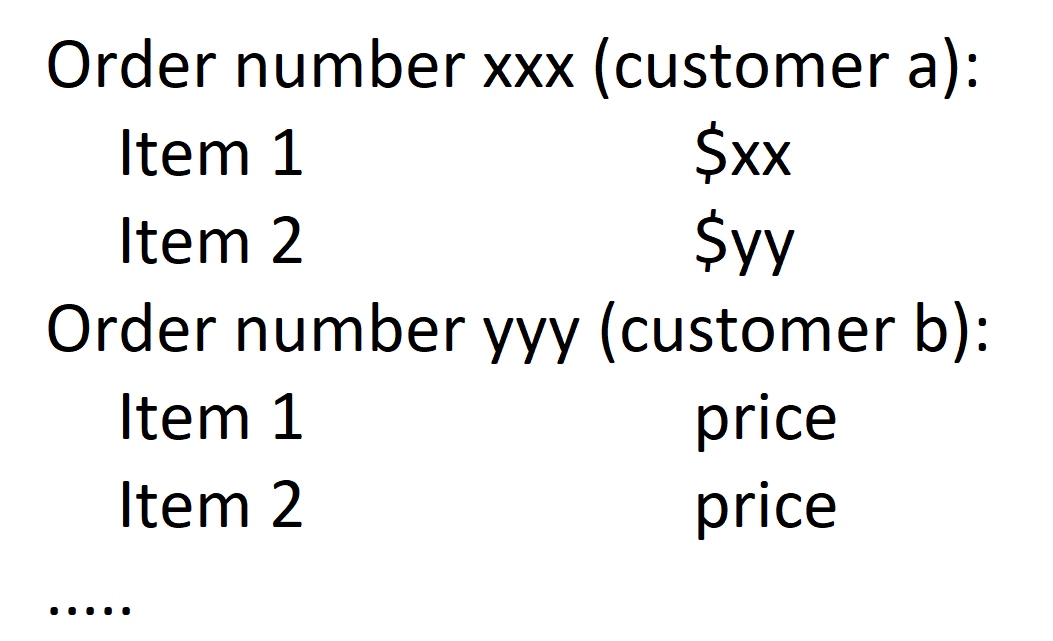 Order number xxx (customer a):
Item 1 $xx
Item 2 $yy
Order number yyy (customer b):
Item 1 price
Item 2 price
.....